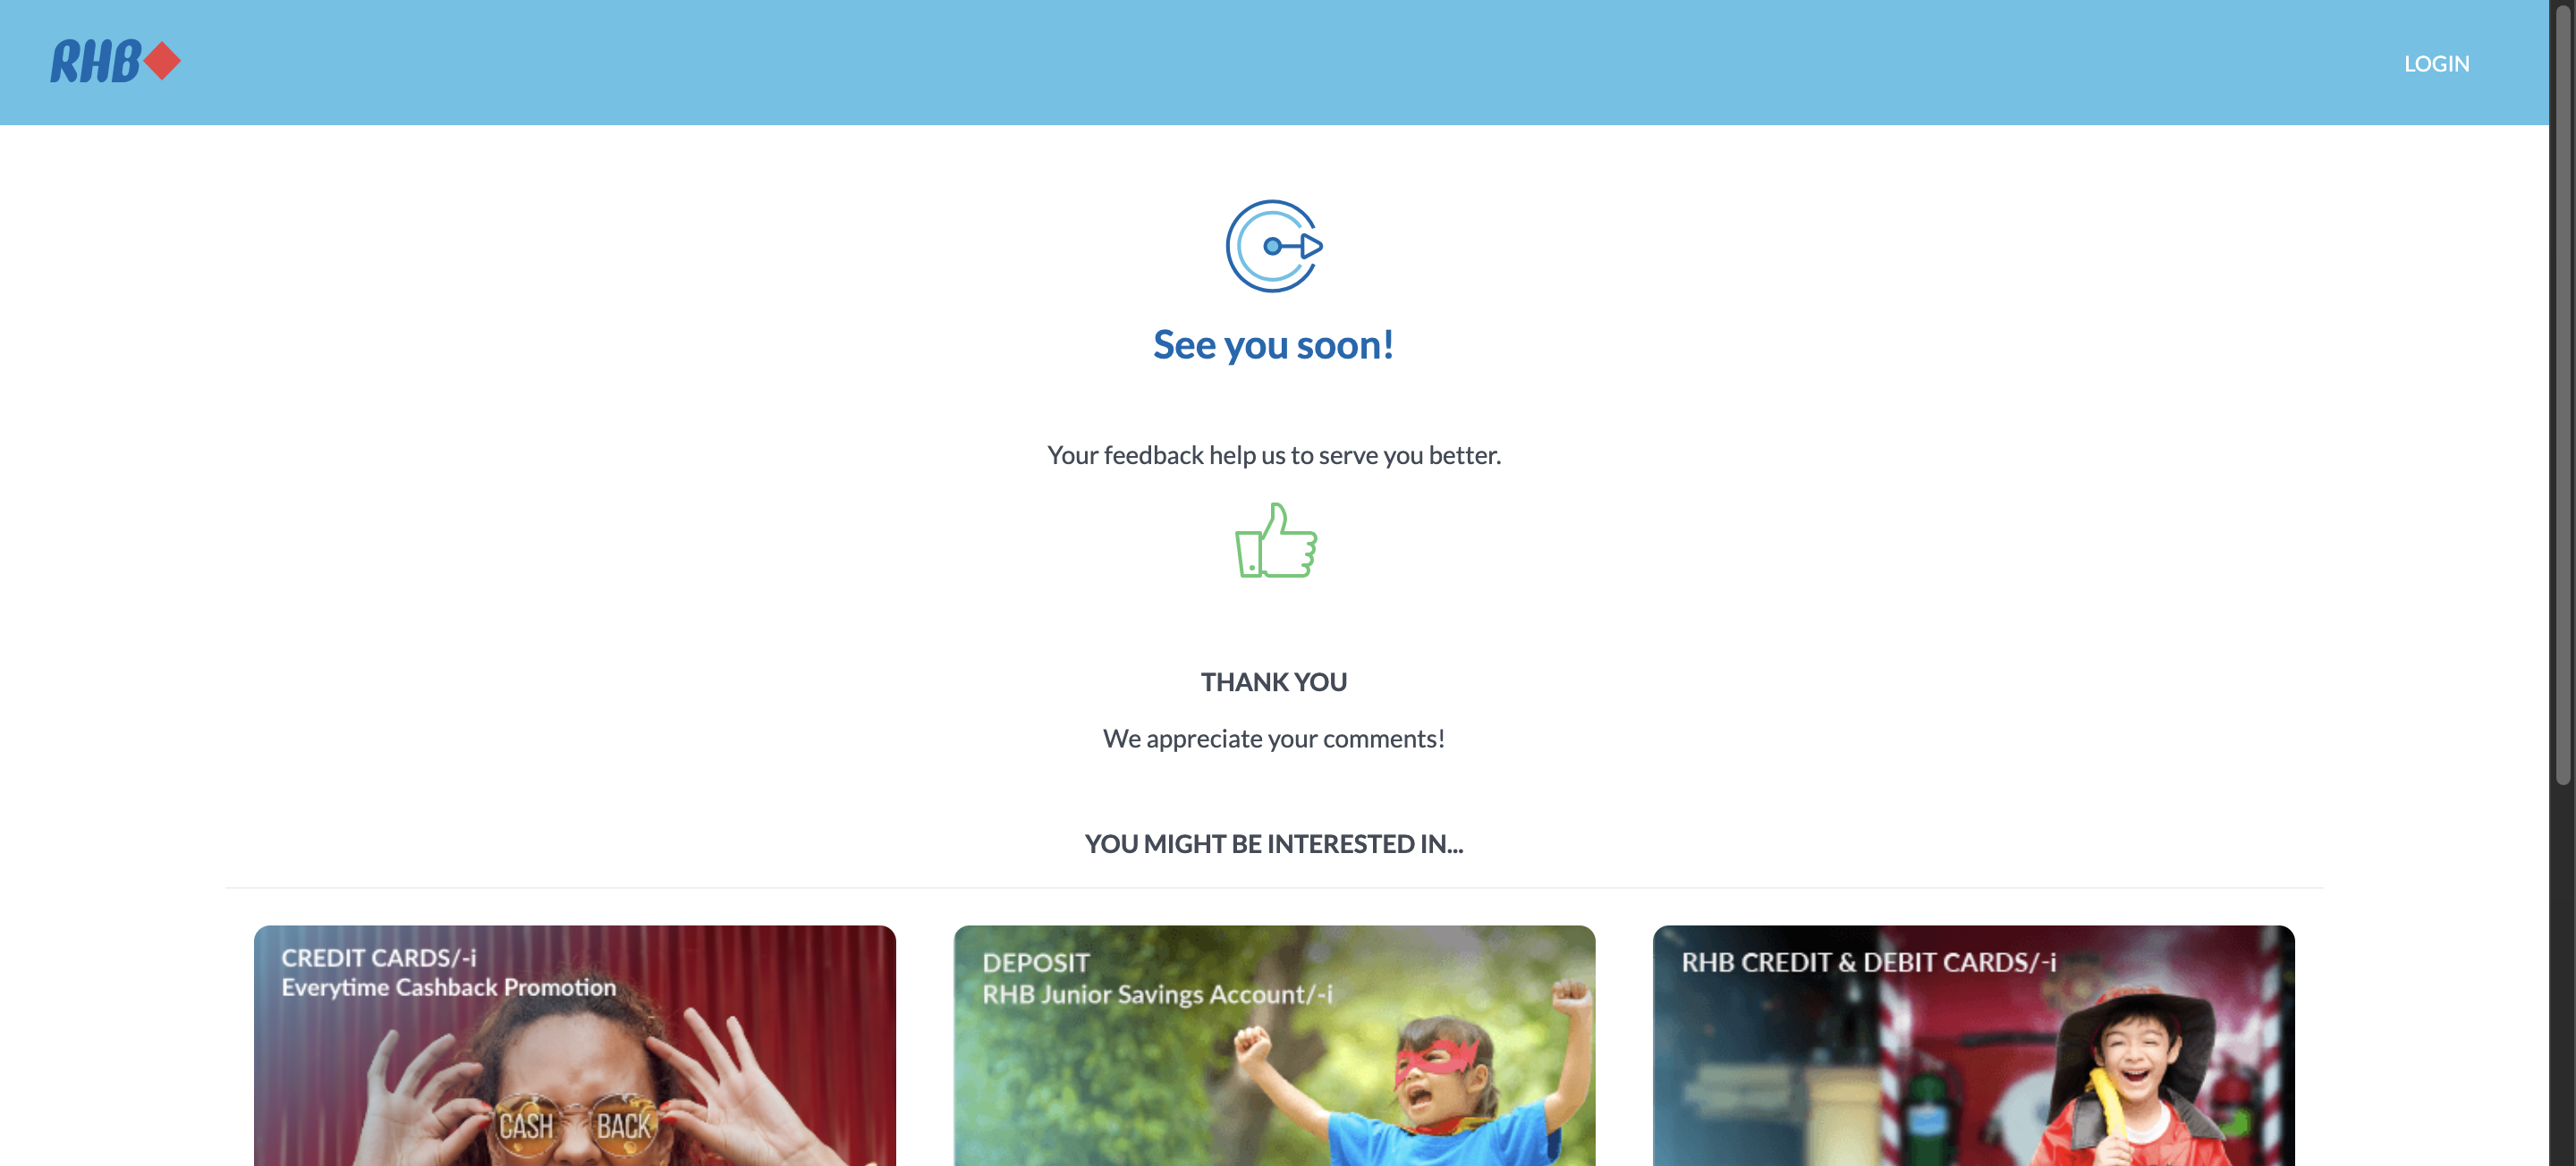 RHB
LOGIN
See you soon!
Your feedback help us to serve you better.
THANK YOU
We appreciate your comments!
YOU MIGHT BE INTERESTED IN...
CREDIT CARDS/-i
Everytime Cashback Promotion
CASH BACK
DEPOSIT
RHB Junior Savings Account/-i
RHB CREDIT & DEBIT CARDS/-i